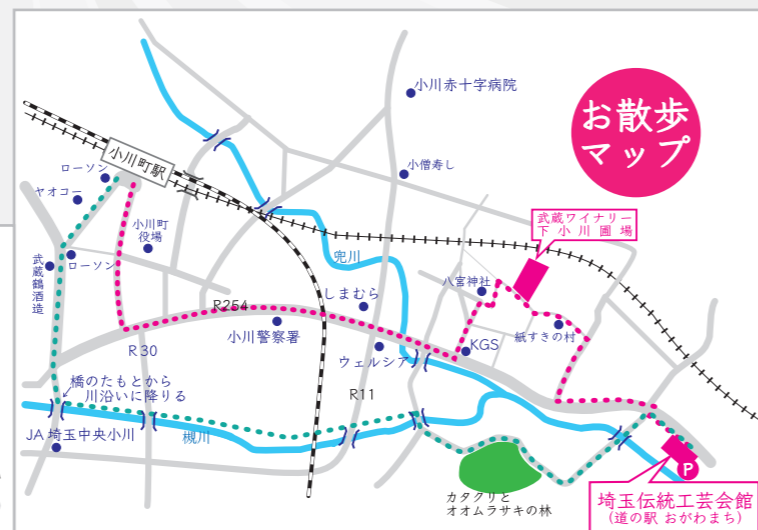 お散歩
マップ
小川赤十字病院
小川町駅
ローソン
ヤオコー
小僧寿し
小川町
役場
武蔵ワイナリー
下小川圃場
ローソン
武蔵鶴酒造
兜川
八宮神社
しまむら
R254
小川警察署
紙すきの村
KGS
R30
ウェルシア
橋のたもとから
川沿いに降りる
R11
槻川
JA埼玉中央小川
P
カタクリと
オオムラサキの林
埼玉伝統工芸会館
(道の駅 おがわまち)